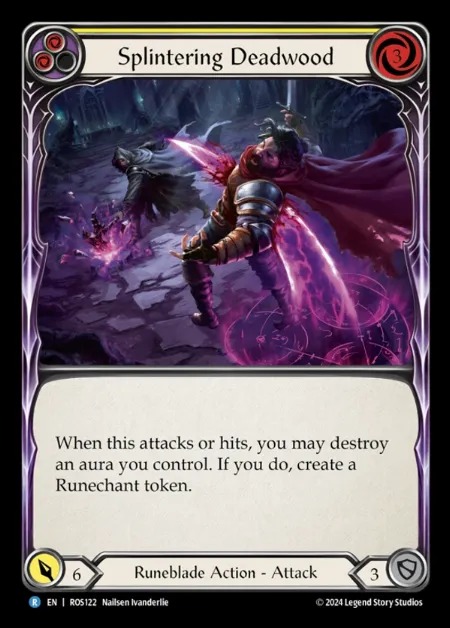 Splintering Deadwood
3
When this attacks or hits, you may destroy
an aura you control. If you do, create a
Runechant token.
6
Runeblade Action - Attack
3
R EN | ROS122 Nailsen Ivanderlie
© 2024 Legend Story Studios